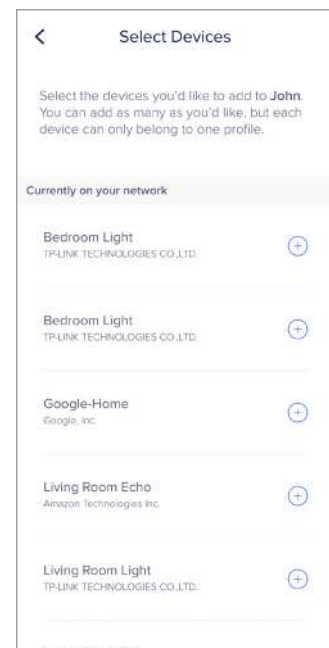 Select Devices
Select the devices you'd like to add to John.
You can add as many as you'd like, but each
device can only belong to one profile.
Currently on your network
Bedroom Light
TP-LINK TECHNOLOGIES CO.,LTD.
Bedroom Light
TP-LINK TECHNOLOGIES CO.,LTD.
Google-Home
Google, Inc.
Living Room Echo
Amazon Technologies Inc.
Living Room Light
TP-LINK TECHNOLOGIES CO.,LTD.